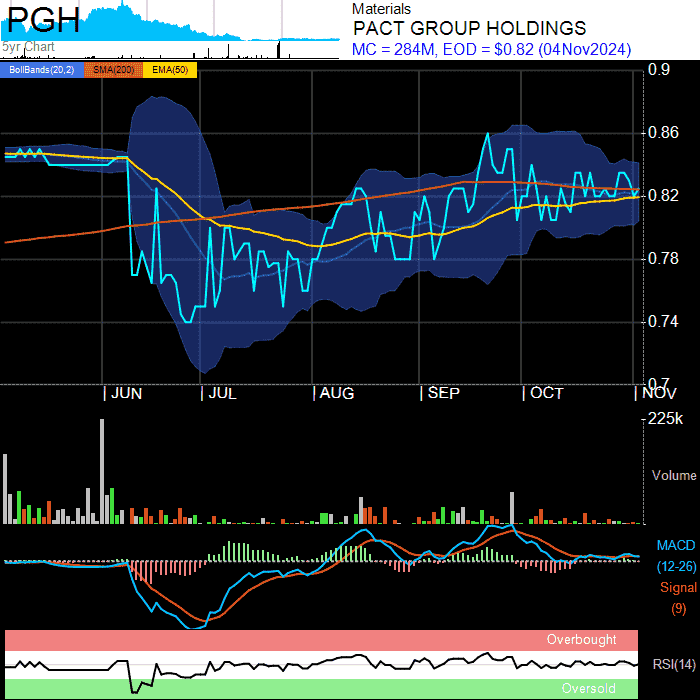 PGH
5yr Chart
Materials
PACT GROUP HOLDINGS
MC = 284M, EOD = $0.82 (04Nov2024)
BollBands(20,2) SMA(200) EMA(50)
0.9
0.86
0.82
0.78
0.74
0.7
JUN JUL AUG SEP OCT NOV
225k
Volume
MACD
(12-26)
Signal
(9)
Overbought
RSI(14)
Oversold